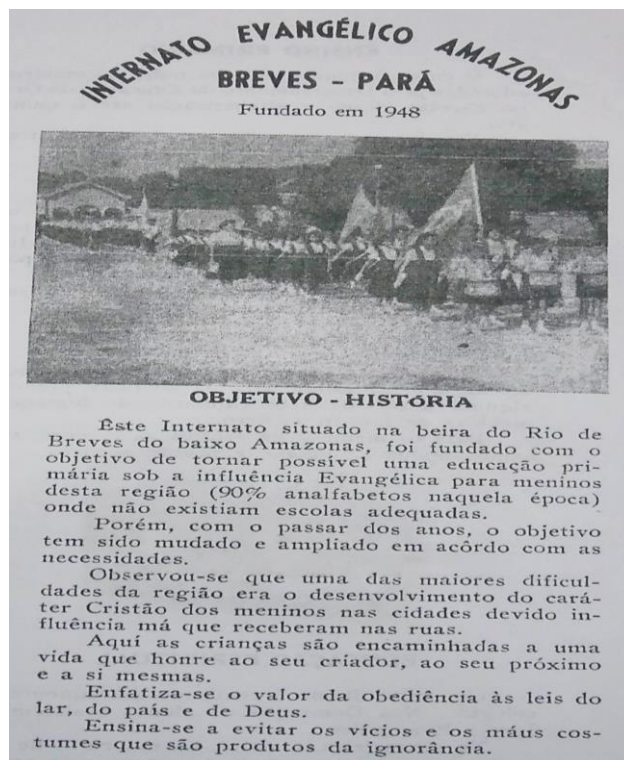 INTERNATO EVANGÉLICO AMAZONAS
BREVES - PARÁ
Fundado em 1948
OBJETIVO - HISTÓRIA
Êste Internato situado na beira do Rio de
Breves do baixo Amazonas, foi fundado com o
objetivo de tornar possível uma educação pri-
mária sob a influência Evangélica para meninos
desta região (90% analfabetos naquela época)
onde não existiam escolas adequadas.
Porém, com o passar dos anos, o objetivo
tem sido mudado e ampliado em acôrdo com as
necessidades.
Observou-se que uma das maiores dificul-
dades da região era o desenvolvimento do cará-
ter Cristão dos meninos nas cidades devido in-
fluência má que receberam nas ruas.
Aquí as crianças são encaminhadas a uma
vida que honre ao seu criador, ao seu próximo
e a si mesmas.
Enfatiza-se o valor da obediência às leis do
lar, do país e de Deus.
Ensina-se a evitar os vícios e os máus cos-
tumes que são produtos da ignorância.